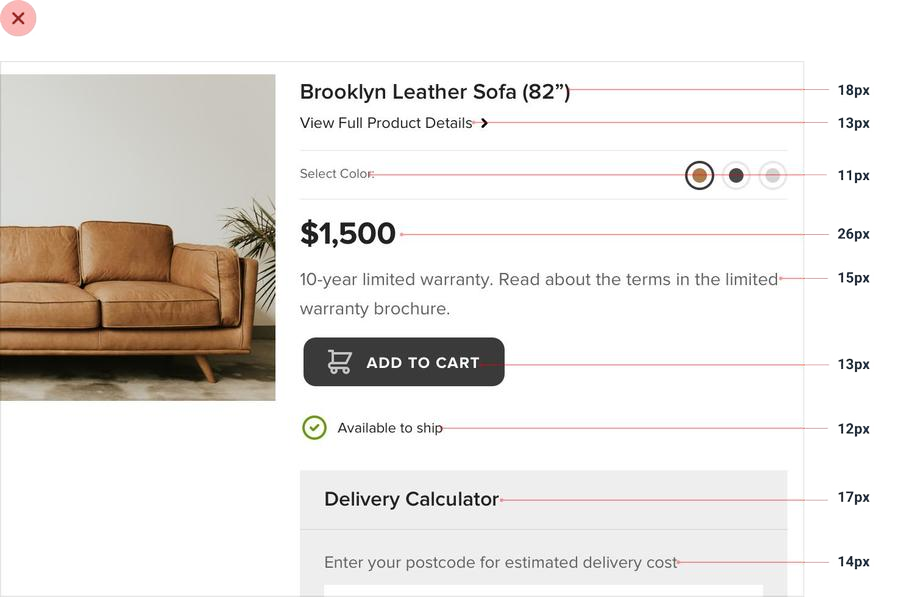 Brooklyn Leather Sofa (82”)
18px
View Full Product Details
13px
Select Color:
11px
$1,500
26px
10-year limited warranty. Read about the terms in the limited
15px
warranty brochure.
ADD TO CART
13px
Available to ship
12px
Delivery Calculator
17px
Enter your postcode for estimated delivery cost
14px